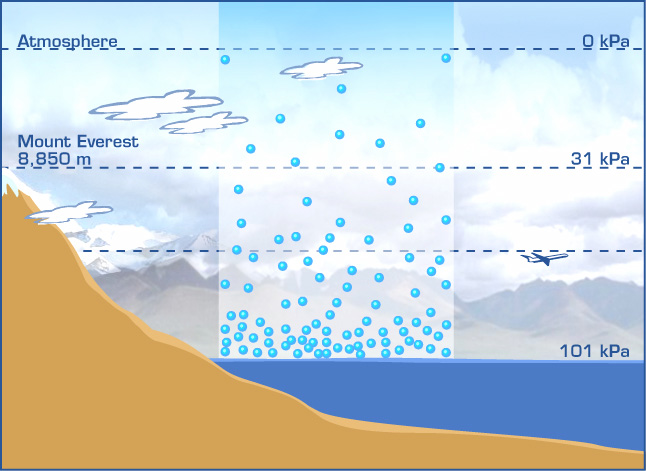 Atmosphere 0 kPa
Mount Everest
8,850 m 31 kPa
101 kPa